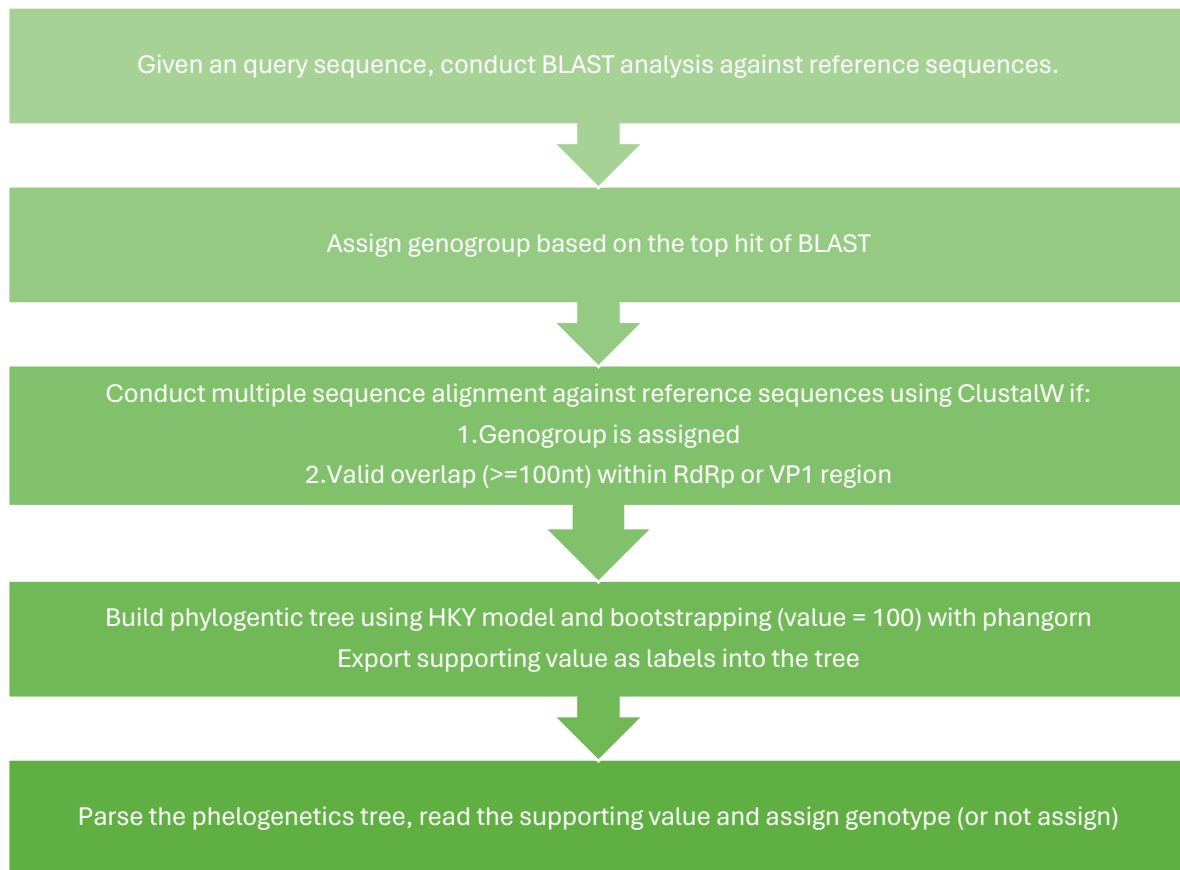 Given an query sequence, conduct BLAST analysis against reference sequences.
Assign genogroup based on the top hit of BLAST
Conduct multiple sequence alignment against reference sequences using ClustalW if:
1.Genogroup is assigned
2.Valid overlap (>=100nt) within RdRp or VP1 region
Build phylogentic tree using HKY model and bootstrapping (value = 100) with phangorn
Export supporting value as labels into the tree
Parse the phelogenetics tree, read the supporting value and assign genotype (or not assign)